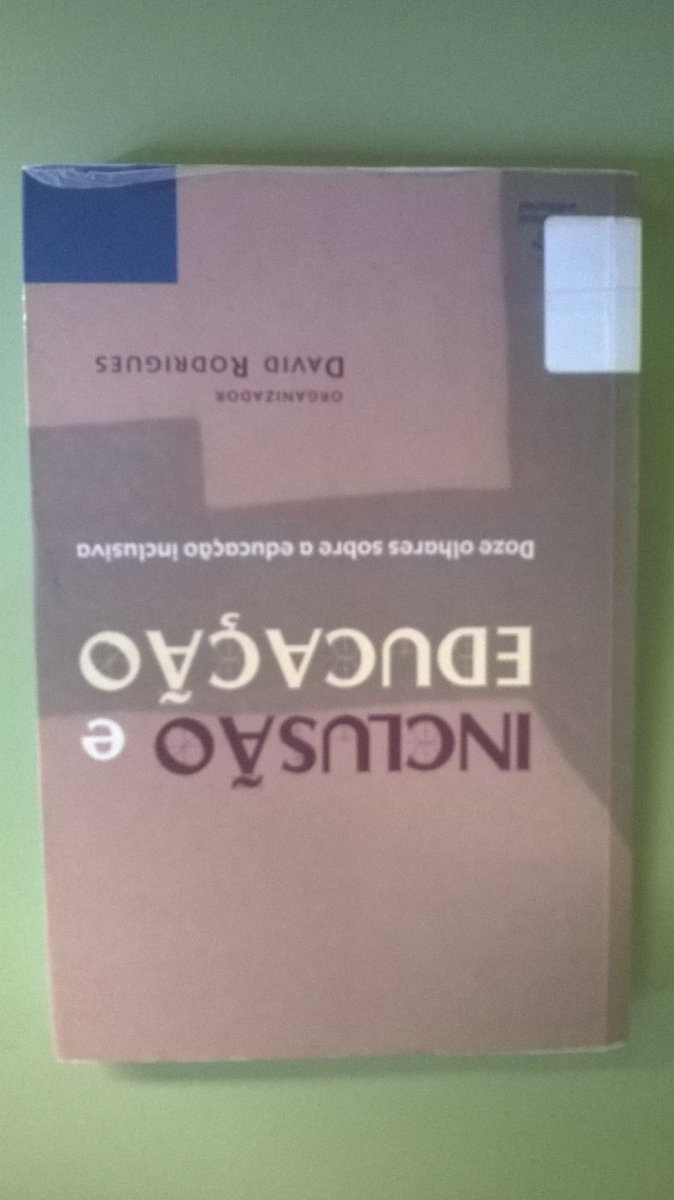 INCLUSÃO e
EDUCAÇÃO
Doze olhares sobre a educação inclusiva
ORGANIZADOR
DAVID RODRIGUES